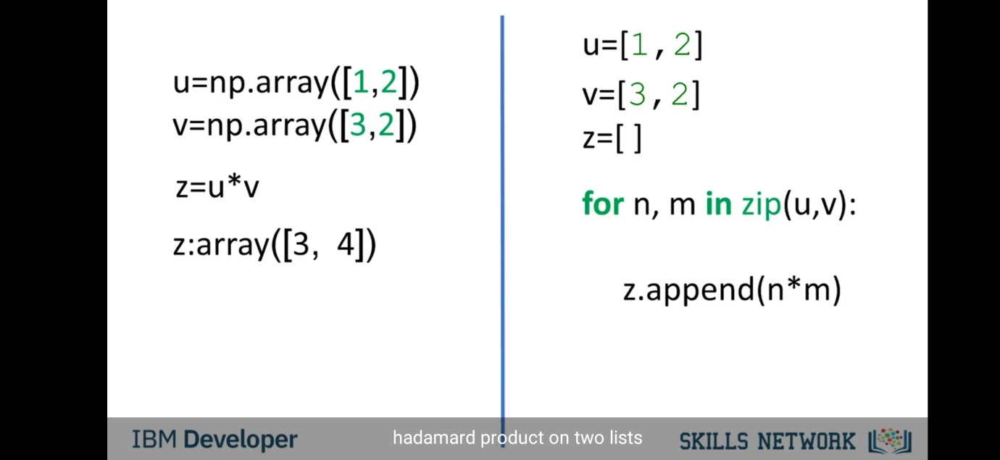 u=np.array([1,2])
v=np.array([3,2])
z=u*v
z:array([3, 4])
u=[1,2]
v=[3,2]
z=[ ]
for n, m in zip(u,v):
z.append(n*m)
IBM Developer
hadamard product on two lists
SKILLS NETWORK